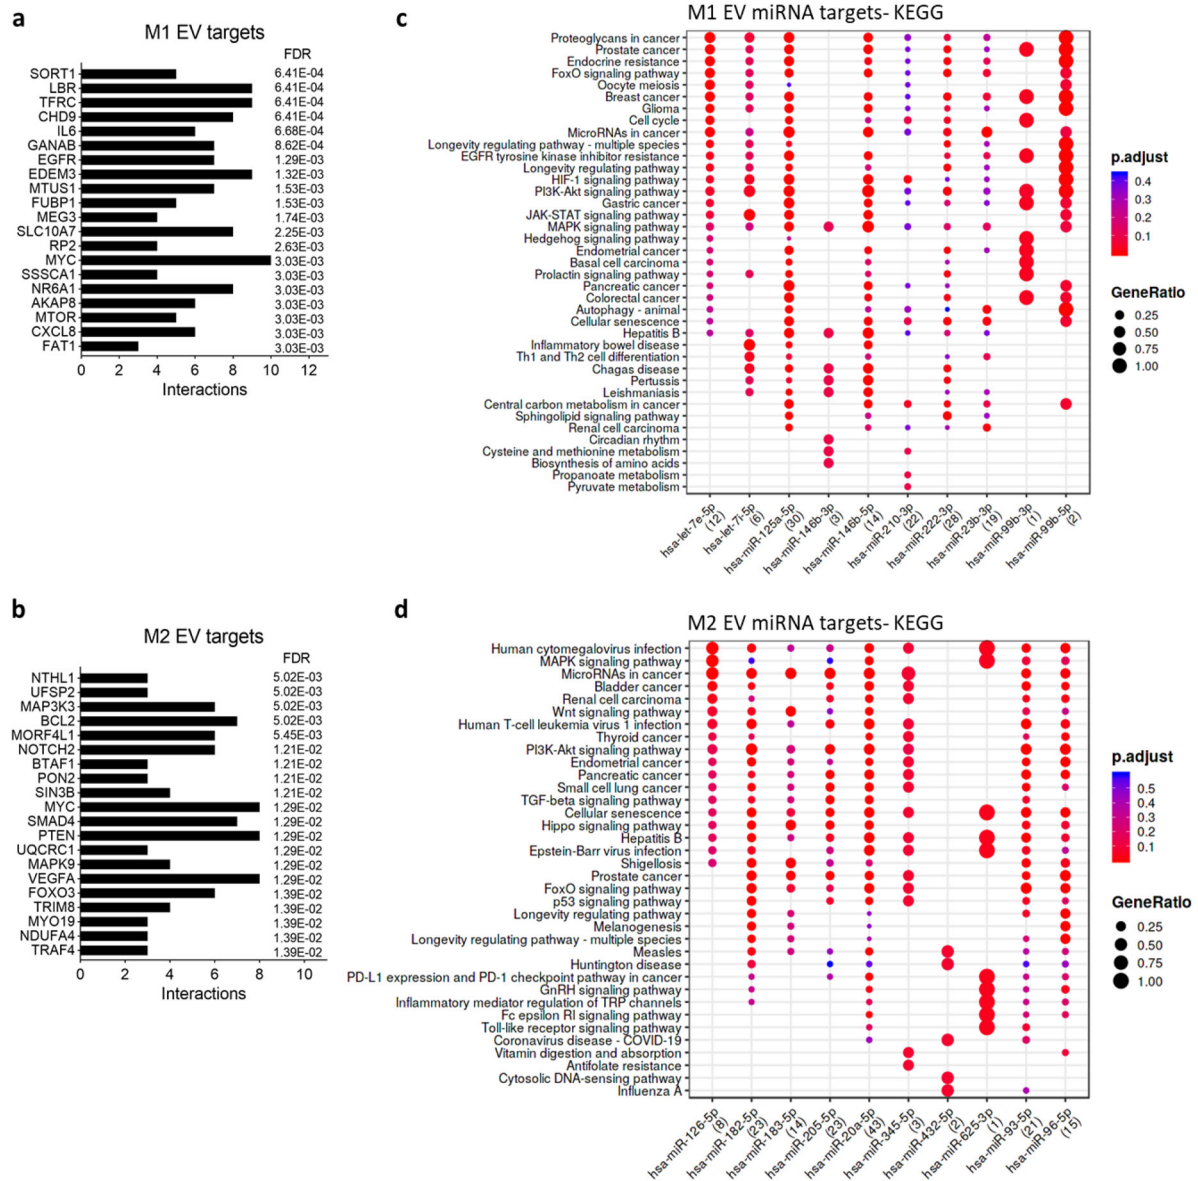 a
M1 EV targets
FDR
SORT1 6.41E-04
LBR 6.41E-04
TFRC 6.41E-04
CHD9 6.41E-04
IL6 6.68E-04
GANAB 8.62E-04
EGFR 1.29E-03
EDEM3 1.32E-03
MTUS1 1.53E-03
FUBP1 1.53E-03
MEG3 1.74E-03
SLC10A7 2.25E-03
RP2 2.63E-03
MYC 3.03E-03
SSSCA1 3.03E-03
NR6A1 3.03E-03
AKAP8 3.03E-03
MTOR 3.03E-03
CXCL8 3.03E-03
FAT1 3.03E-03
0 2 4 6 8 10 12
Interactions
c
M1 EV miRNA targets- KEGG
Proteoglycans in cancer
Prostate cancer
Endocrine resistance
FoxO signaling pathway
Oocyte meiosis
Breast cancer
Glioma
Cell cycle
MicroRNAs in cancer
Longevity regulating pathway - multiple species
EGFR tyrosine kinase inhibitor resistance
Longevity regulating pathway
HIF-1 signaling pathway
PI3K-Akt signaling pathway
Gastric cancer
JAK-STAT signaling pathway
MAPK signaling pathway
Hedgehog signaling pathway
Endometrial cancer
Basal cell carcinoma
Prolactin signaling pathway
Pancreatic cancer
Colorectal cancer
Autophagy - animal
Cellular senescence
Hepatitis B
Inflammatory bowel disease
Th1 and Th2 cell differentiation
Chagas disease
Pertussis
Leishmaniasis
Central carbon metabolism in cancer
Sphingolipid signaling pathway
Renal cell carcinoma
Circadian rhythm
Cysteine and methionine metabolism
Biosynthesis of amino acids
Propanoate metabolism
Pyruvate metabolism
hsa-let-7e-5p
(12)
hsa-let-7i-5p
(6)
hsa-miR-125a-5p
(30)
hsa-miR-146b-3p
(3)
hsa-miR-146b-5p
(14)
hsa-miR-210-3p
(22)
hsa-miR-222-3p
(28)
hsa-miR-23b-3p
(19)
hsa-miR-99b-3p
(1)
hsa-miR-99b-5p
(2)
p.adjust
0.4
0.3
0.2
0.1
GeneRatio
0.25
0.50
0.75
1.00
b
M2 EV targets
FDR
NTHL1 5.02E-03
UFSP2 5.02E-03
MAP3K3 5.02E-03
BCL2 5.02E-03
MORF4L1 5.45E-03
NOTCH2 1.21E-02
BTAF1 1.21E-02
PON2 1.21E-02
SIN3B 1.21E-02
MYC 1.29E-02
SMAD4 1.29E-02
PTEN 1.29E-02
UQCRC1 1.29E-02
MAPK9 1.29E-02
VEGFA 1.29E-02
FOXO3 1.39E-02
TRIM8 1.39E-02
MYO19 1.39E-02
NDUFA4 1.39E-02
TRAF4 1.39E-02
0 2 4 6 8 10
Interactions
d
M2 EV miRNA targets- KEGG
Human cytomegalovirus infection
MAPK signaling pathway
MicroRNAs in cancer
Bladder cancer
Renal cell carcinoma
Wnt signaling pathway
Human T-cell leukemia virus 1 infection
Thyroid cancer
PI3K-Akt signaling pathway
Endometrial cancer
Pancreatic cancer
Small cell lung cancer
TGF-beta signaling pathway
Cellular senescence
Hippo signaling pathway
Hepatitis B
Epstein-Barr virus infection
Shigellosis
Prostate cancer
FoxO signaling pathway
p53 signaling pathway
Longevity regulating pathway
Melanogenesis
Longevity regulating pathway - multiple species
Measles
Huntington disease
PD-L1 expression and PD-1 checkpoint pathway in cancer
GnRH signaling pathway
Inflammatory mediator regulation of TRP channels
Fc epsilon RI signaling pathway
Toll-like receptor signaling pathway
Coronavirus disease - COVID-19
Vitamin digestion and absorption
Antifolate resistance
Cytosolic DNA-sensing pathway
Influenza A
hsa-miR-126-5p
(8)
hsa-miR-182-5p
(23)
hsa-miR-183-5p
(14)
hsa-miR-205-5p
(23)
hsa-miR-20a-5p
(43)
hsa-miR-345-5p
(3)
hsa-miR-432-5p
(2)
hsa-miR-625-3p
(1)
hsa-miR-93-5p
(21)
hsa-miR-96-5p
(15)
p.adjust
0.5
0.4
0.3
0.2
0.1
GeneRatio
0.25
0.50
0.75
1.00